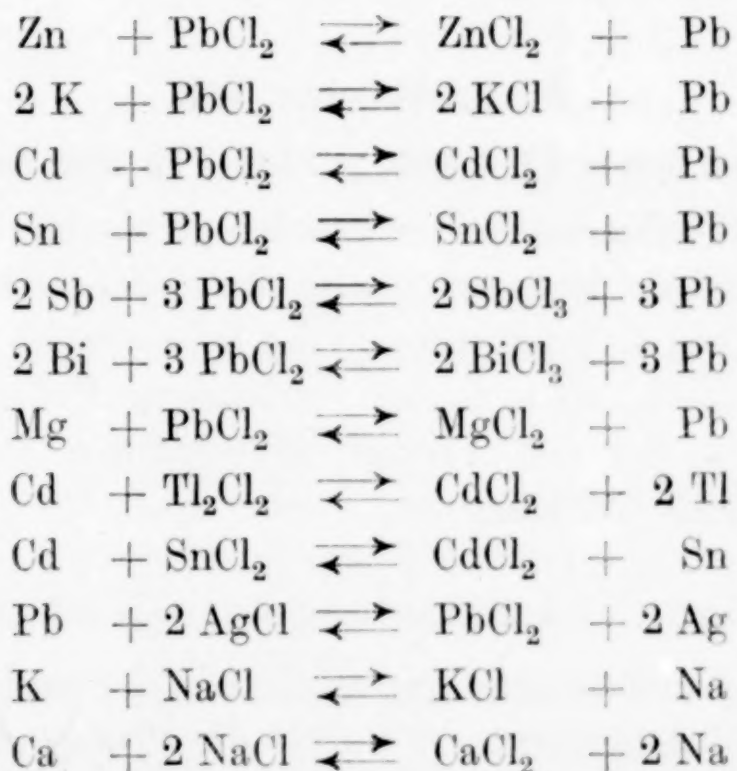 Zn + PbCl₂ ⇄ ZnCl₂ + Pb
2 K + PbCl₂ ⇄ 2 KCl + Pb
Cd + PbCl₂ ⇄ CdCl₂ + Pb
Sn + PbCl₂ ⇄ SnCl₂ + Pb
2 Sb + 3 PbCl₂ ⇄ 2 SbCl₃ + 3 Pb
2 Bi + 3 PbCl₂ ⇄ 2 BiCl₃ + 3 Pb
Mg + PbCl₂ ⇄ MgCl₂ + Pb
Cd + Tl₂Cl₂ ⇄ CdCl₂ + 2 Tl
Cd + SnCl₂ ⇄ CdCl₂ + Sn
Pb + 2 AgCl ⇄ PbCl₂ + 2 Ag
K + NaCl ⇄ KCl + Na
Ca + 2 NaCl ⇄ CaCl₂ + 2 Na